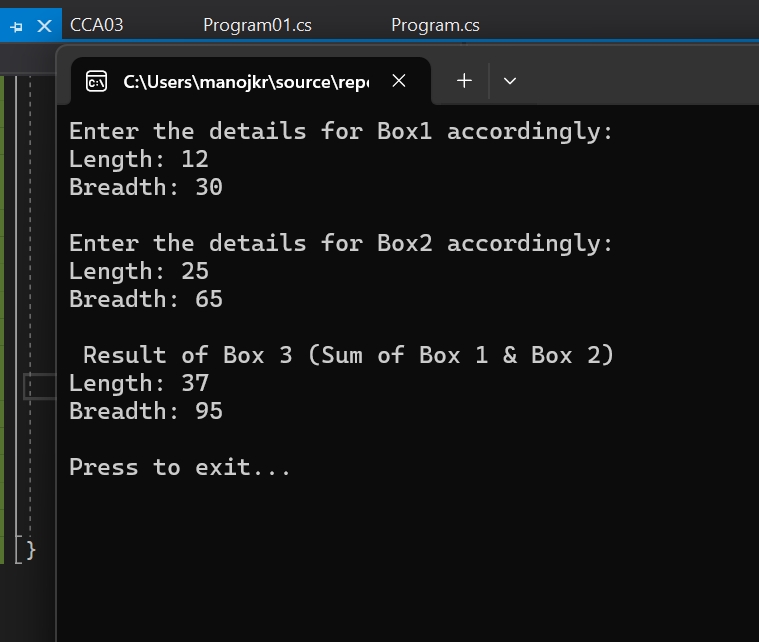 CCA03 Program01.cs Program.cs
C:\Users\manojkr\source\repo
Enter the details for Box1 accordingly:
Length: 12
Breadth: 30
Enter the details for Box2 accordingly:
Length: 25
Breadth: 65
Result of Box 3 (Sum of Box 1 & Box 2)
Length: 37
Breadth: 95
Press to exit...
}